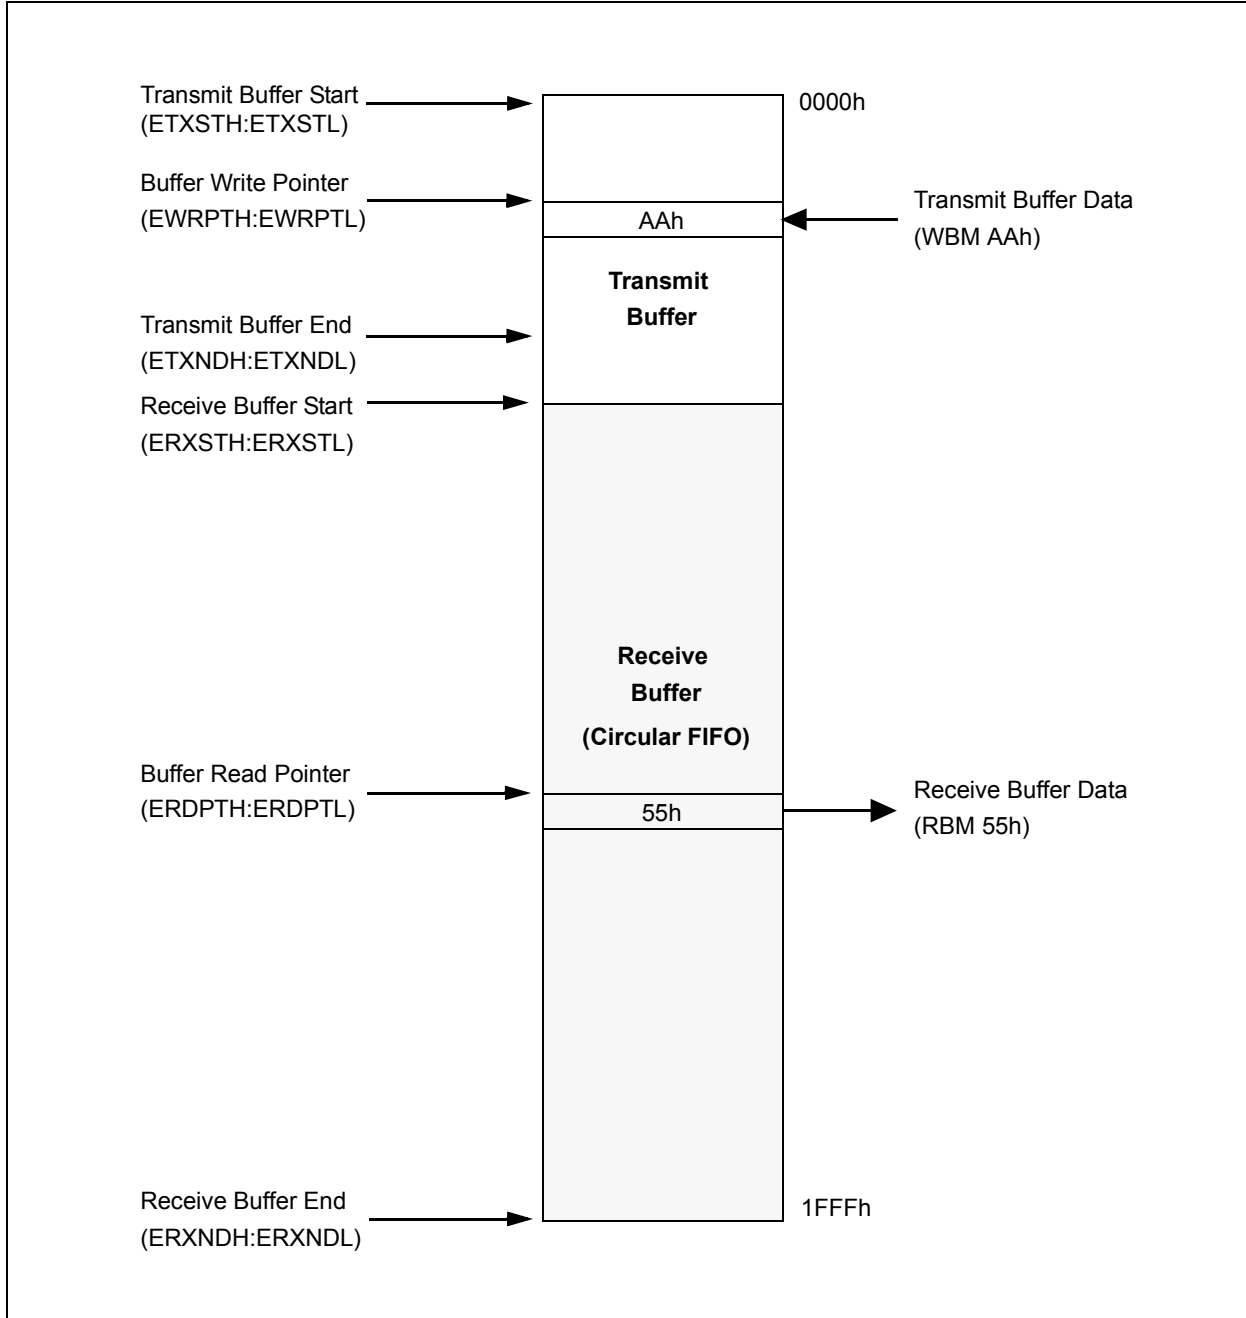 Transmit Buffer Start
(ETXSTH:ETXSTL)
0000h
Buffer Write Pointer
(EWRPTH:EWRPTL)
AAh
Transmit Buffer Data
(WBM AAh)
Transmit
Buffer
Transmit Buffer End
(ETXNDH:ETXNDL)
Receive Buffer Start
(ERXSTH:ERXSTL)
Receive
Buffer
(Circular FIFO)
Buffer Read Pointer
(ERDPTH:ERDPTL)
55h
Receive Buffer Data
(RBM 55h)
Receive Buffer End
(ERXNDH:ERXNDL)
1FFFh